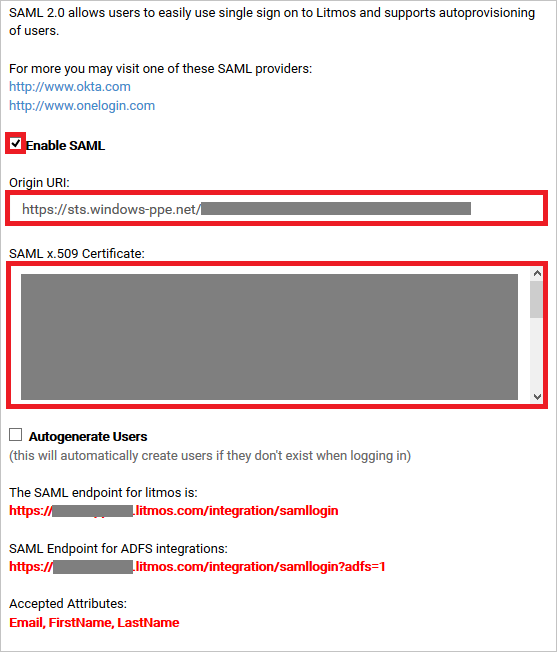 SAML 2.0 allows users to easily use single sign on to Litmos and supports autoprovisioning
of users.
For more you may visit one of these SAML providers:
http://www.okta.com
http://www.onelogin.com
Enable SAML
Origin URI:
https://sts.windows-ppe.net/
SAML x.509 Certificate:
Autogenerate Users
(this will automatically create users if they don't exist when logging in)
The SAML endpoint for litmos is:
https://.litmos.com/integration/samllogin
SAML Endpoint for ADFS integrations:
https://.litmos.com/integration/samllogin?adfs=1
Accepted Attributes:
Email, FirstName, LastName